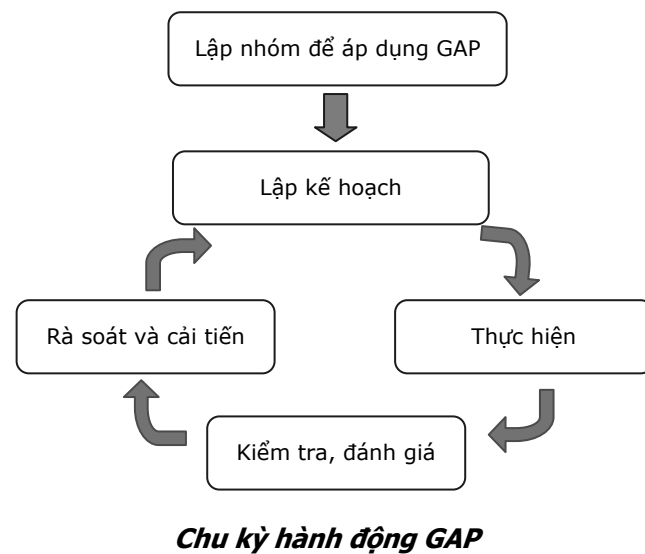 Lập nhóm để áp dụng GAP
Lập kế hoạch
Rà soát và cải tiến
Thực hiện
Kiểm tra, đánh giá
Chu kỳ hành động GAP